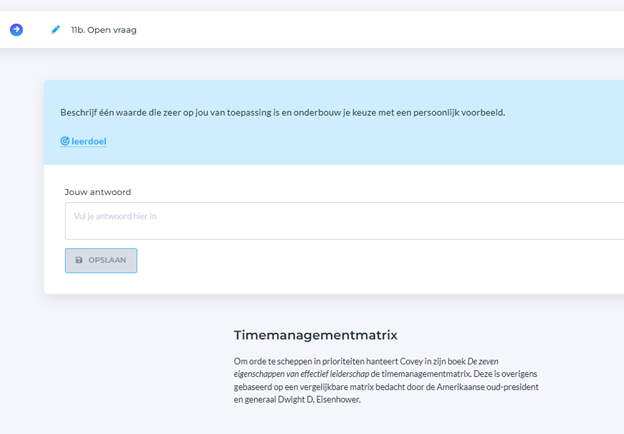 11b. Open vraag
Beschrijf één waarde die zeer op jou van toepassing is en onderbouw je keuze met een persoonlijk voorbeeld.
leerdoel
Jouw antwoord
Vul je antwoord hier in
OPSLAAN
Timemanagementmatrix
Om orde te scheppen in prioriteiten hanteert Covey in zijn boek De zeven
eigenschappen van effectief leiderschap de timemanagementmatrix. Deze is overigens
gebaseerd op een vergelijkbare matrix bedacht door de Amerikaanse oud-president
en generaal Dwight D. Eisenhower.